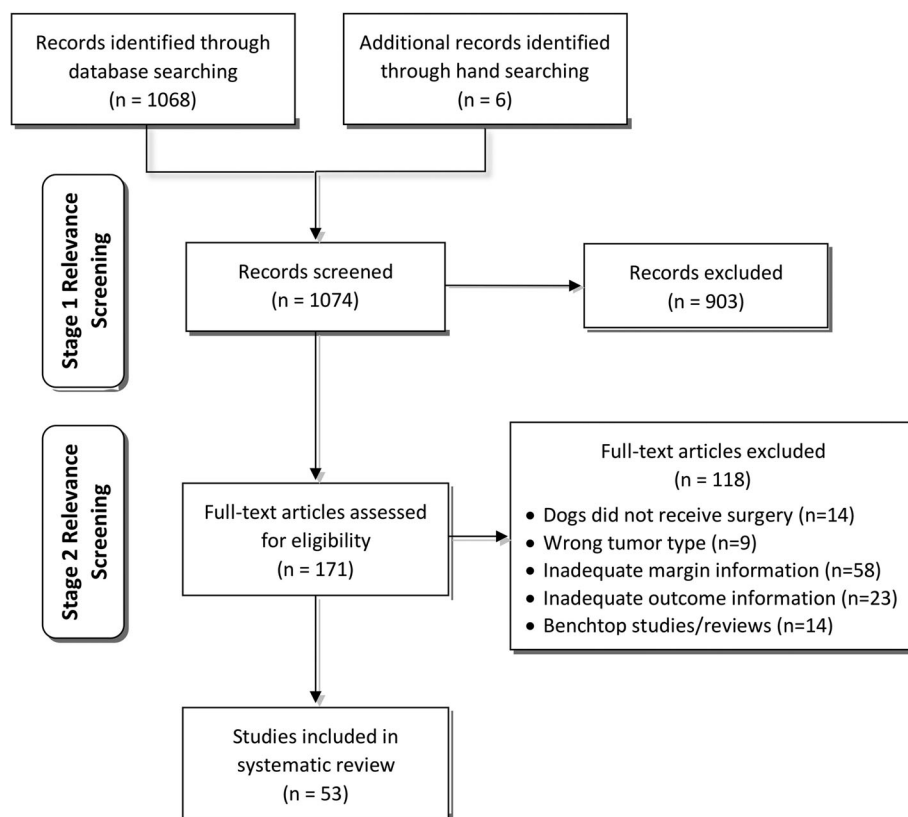 Records identified through
database searching
(n = 1068)
Additional records identified
through hand searching
(n = 6)
Stage 1 Relevance
Screening
Records screened
(n = 1074)
Records excluded
(n = 903)
Stage 2 Relevance
Screening
Full-text articles assessed
for eligibility
(n = 171)
Full-text articles excluded
(n = 118)
• Dogs did not receive surgery (n=14)
• Wrong tumor type (n=9)
• Inadequate margin information (n=58)
• Inadequate outcome information (n=23)
• Benchtop studies/reviews (n=14)
Studies included in
systematic review
(n = 53)